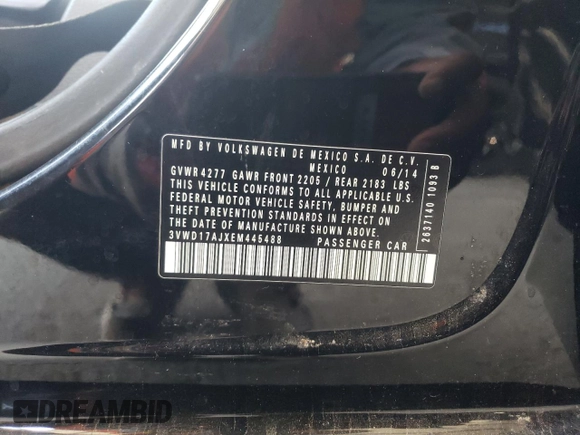 MFD BY VOLKSWAGEN DE MEXICO S.A. DE C.V.
MEXICO 06/14
GVWR 4277 GAWR FRONT 2205 / REAR 2183 LBS
THIS VEHICLE CONFORMS TO ALL APPLICABLE U.S.
FEDERAL MOTOR VEHICLE SAFETY, BUMPER AND
THEFT PREVENTION STANDARDS IN EFFECT ON
THE DATE OF MANUFACTURE SHOWN ABOVE.
3VWD17AJXEM445488 PASSENGER CAR
2637140 1093 B
DREAMBID